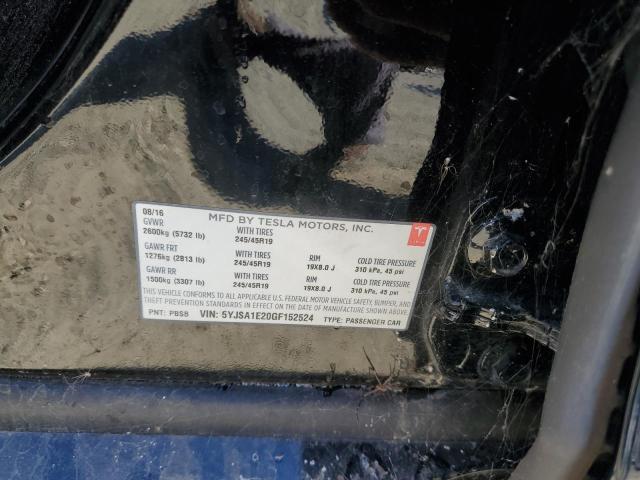 08/16 MFD BY TESLA MOTORS, INC.
GVWR WITH TIRES
2600kg (5732 lb) 245/45R19
GAWR FRT WITH TIRES RIM COLD TIRE PRESSURE
1276kg (2813 lb) 245/45R19 19X8.0 J 310 kPa, 45 psi
GAWR RR WITH TIRES RIM COLD TIRE PRESSURE
1500kg (3307 lb) 245/45R19 19X8.0 J 310 kPa, 45 psi
THIS VEHICLE CONFORMS TO ALL APPLICABLE U.S. FEDERAL MOTOR VEHICLE SAFETY, BUMPER, AND
THEFT PREVENTION STANDARDS IN EFFECT ON THE DATE OF MANUFACTURE SHOWN ABOVE.
PNT: PBSB VIN: 5YJSA1E20GF152524 TYPE: PASSENGER CAR